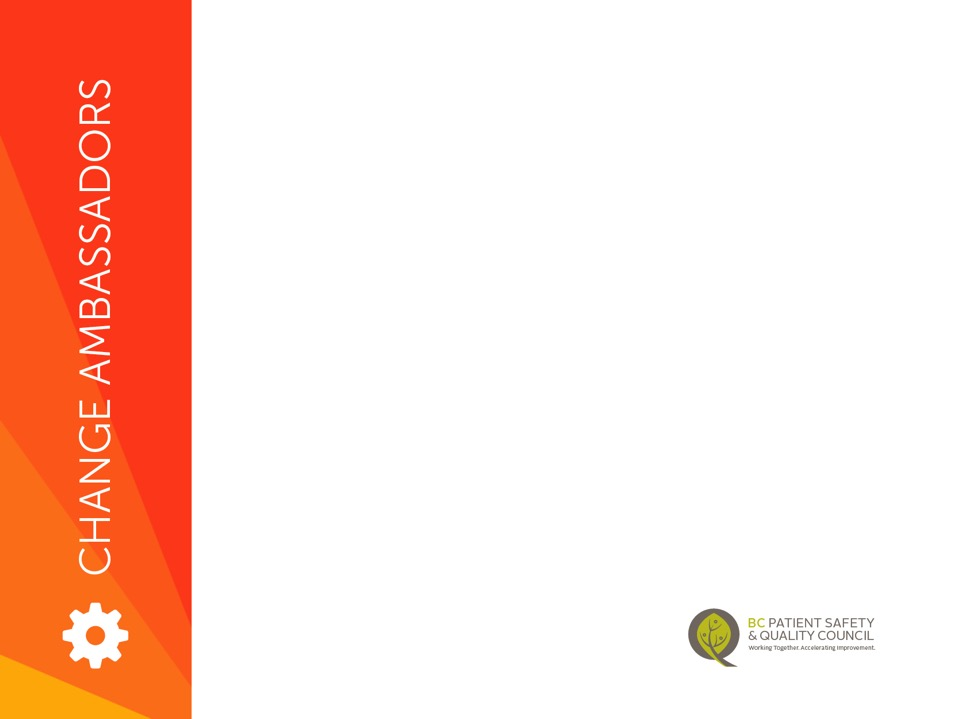 CHANGE AMBASSADORS
BC PATIENT SAFETY
& QUALITY COUNCIL
Working Together. Accelerating Improvement.